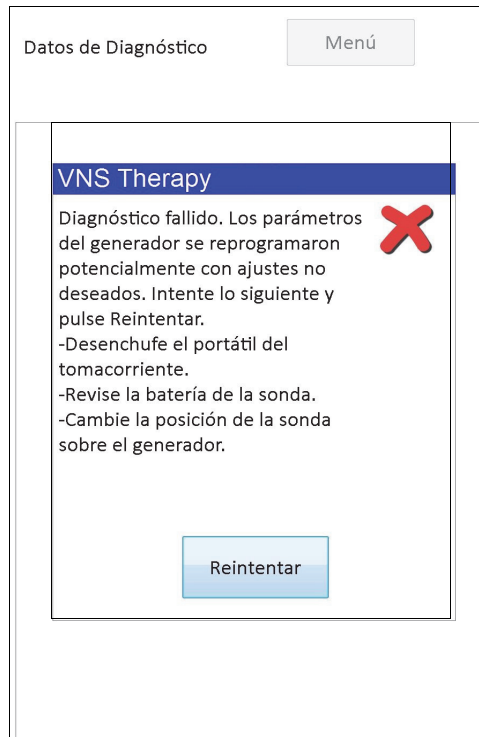 Datos de Diagnóstico
Menú
VNS Therapy
Diagnóstico fallido. Los parámetros
del generador se reprogramaron
potencialmente con ajustes no
deseados. Intente lo siguiente y
pulse Reintentar.
-Desenchufe el portátil del
tomacorriente.
-Revise la batería de la sonda.
-Cambie la posición de la sonda
sobre el generador.
Reintentar